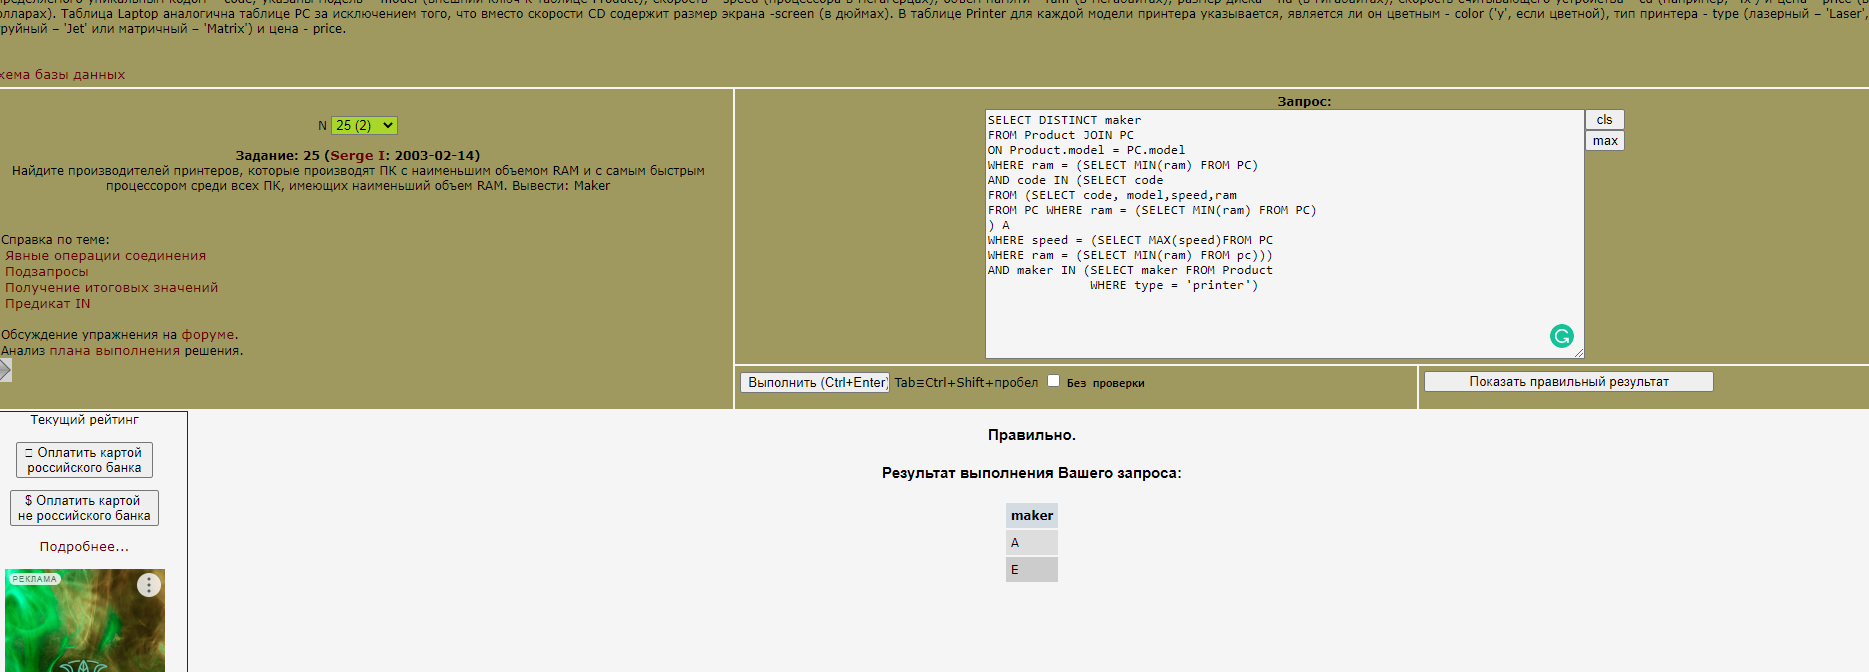 олларах). Таблица Laptop аналогична таблице PC за исключением того, что вместо скорости CD содержит размер экрана -screen (в дюймах). В таблице Printer для каждой модели принтера указывается, является ли он цветным - color ('y', если цветной), тип принтера - type (лазерный – 'Laser',
труйный – 'Jet' или матричный – 'Matrix') и цена - price.
хема базы данных
N 25 (2)
Задание: 25 (Serge I: 2003-02-14)
Найдите производителей принтеров, которые производят ПК с наименьшим объемом RAM и с самым быстрым
процессором среди всех ПК, имеющих наименьший объем RAM. Вывести: Maker
Справка по теме:
Явные операции соединения
Подзапросы
Получение итоговых значений
Предикат IN
Обсуждение упражнения на форуме.
Анализ плана выполнения решения.
Запрос:
SELECT DISTINCT maker
FROM Product JOIN PC
ON Product.model = PC.model
WHERE ram = (SELECT MIN(ram) FROM PC)
AND code IN (SELECT code
FROM (SELECT code, model,speed,ram
FROM PC WHERE ram = (SELECT MIN(ram) FROM PC)
) A
WHERE speed = (SELECT MAX(speed)FROM PC
WHERE ram = (SELECT MIN(ram) FROM pc)))
AND maker IN (SELECT maker FROM Product
WHERE type = 'printer')
cls
max
Выполнить (Ctrl+Enter) Tab≡Ctrl+Shift+пробел Без проверки
Показать правильный результат
Текущий рейтинг
Оплатить картой
российского банка
$ Оплатить картой
не российского банка
Подробнее...
РЕКЛАМА
Правильно.
Результат выполнения Вашего запроса:
maker
A
E